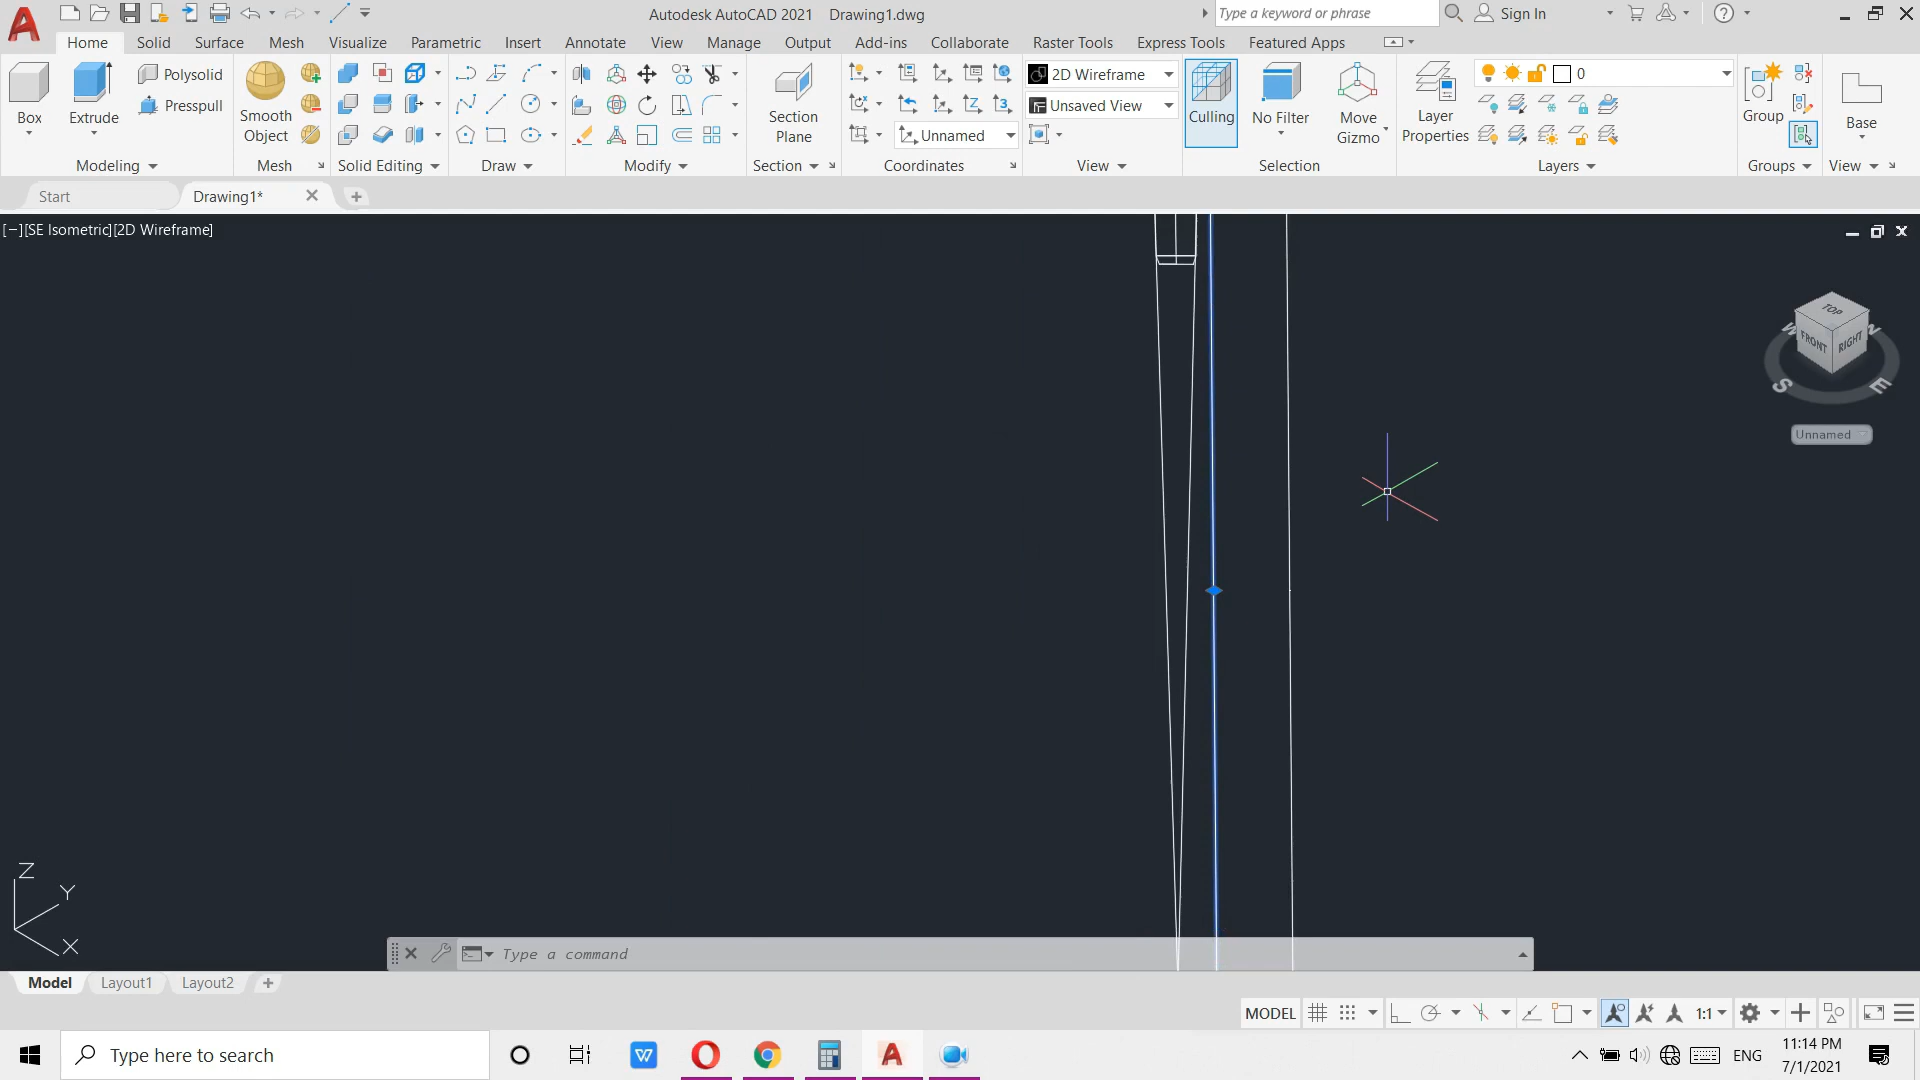 Autodesk AutoCAD 2021 Drawing1.dwg
Type a keyword or phrase
Sign In
Home Solid Surface Mesh Visualize Parametric Insert Annotate View Manage Output Add-ins Collaborate Raster Tools Express Tools Featured Apps
Box
Extrude
Polysolid
Presspull
Modeling
Smooth
Object
Mesh
Solid Editing
Draw
Modify
Section
Plane
Section
Unnamed
Coordinates
2D Wireframe
Unsaved View
View
Culling
No Filter
Move
Gizmo
Selection
Layer
Properties
0
Layers
Group
Groups
Base
View
Start
Drawing1*
[−][SE Isometric][2D Wireframe]
TOP
FRONT
RIGHT
W
N
S
E
Unnamed
Z
Y
X
Type a command
Model Layout1 Layout2
MODEL
1:1
Type here to search
ENG
11:14 PM
7/1/2021